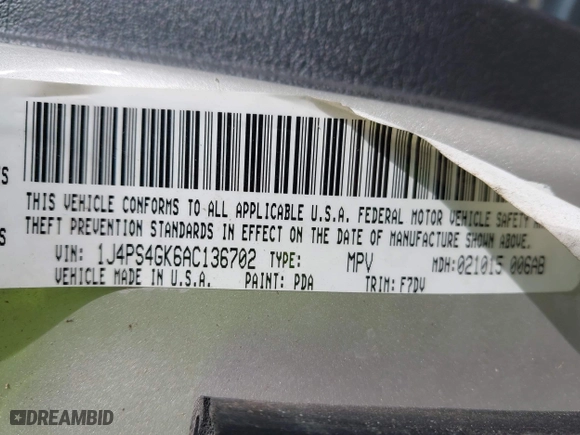 TS
S
THIS VEHICLE CONFORMS TO ALL APPLICABLE U.S.A. FEDERAL MOTOR VEHICLE SAFETY
THEFT PREVENTION STANDARDS IN EFFECT ON THE DATE OF MANUFACTURE SHOWN ABOVE.
VIN: 1J4PS4GK6AC136702 TYPE: MPV MDH:021015 006AB
VEHICLE MADE IN U.S.A. PAINT: PDA TRIM: F7DV
DREAMBID